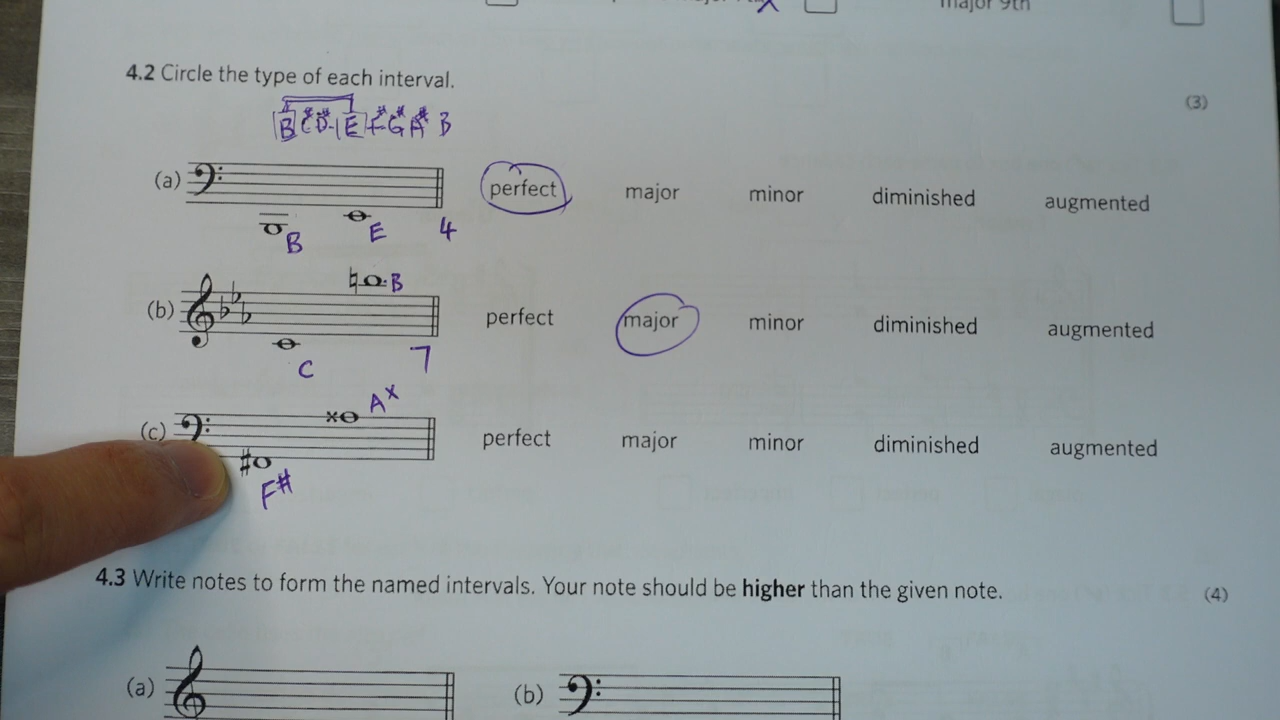 major 9th
4.2 Circle the type of each interval.
(3)
B C# D# E F# G# A# B
(a) perfect major minor diminished augmented
B E 4
(b) B perfect major minor diminished augmented
C 7
(c) Ax perfect major minor diminished augmented
F#
4.3 Write notes to form the named intervals. Your note should be higher than the given note.
(4)
(a) (b)